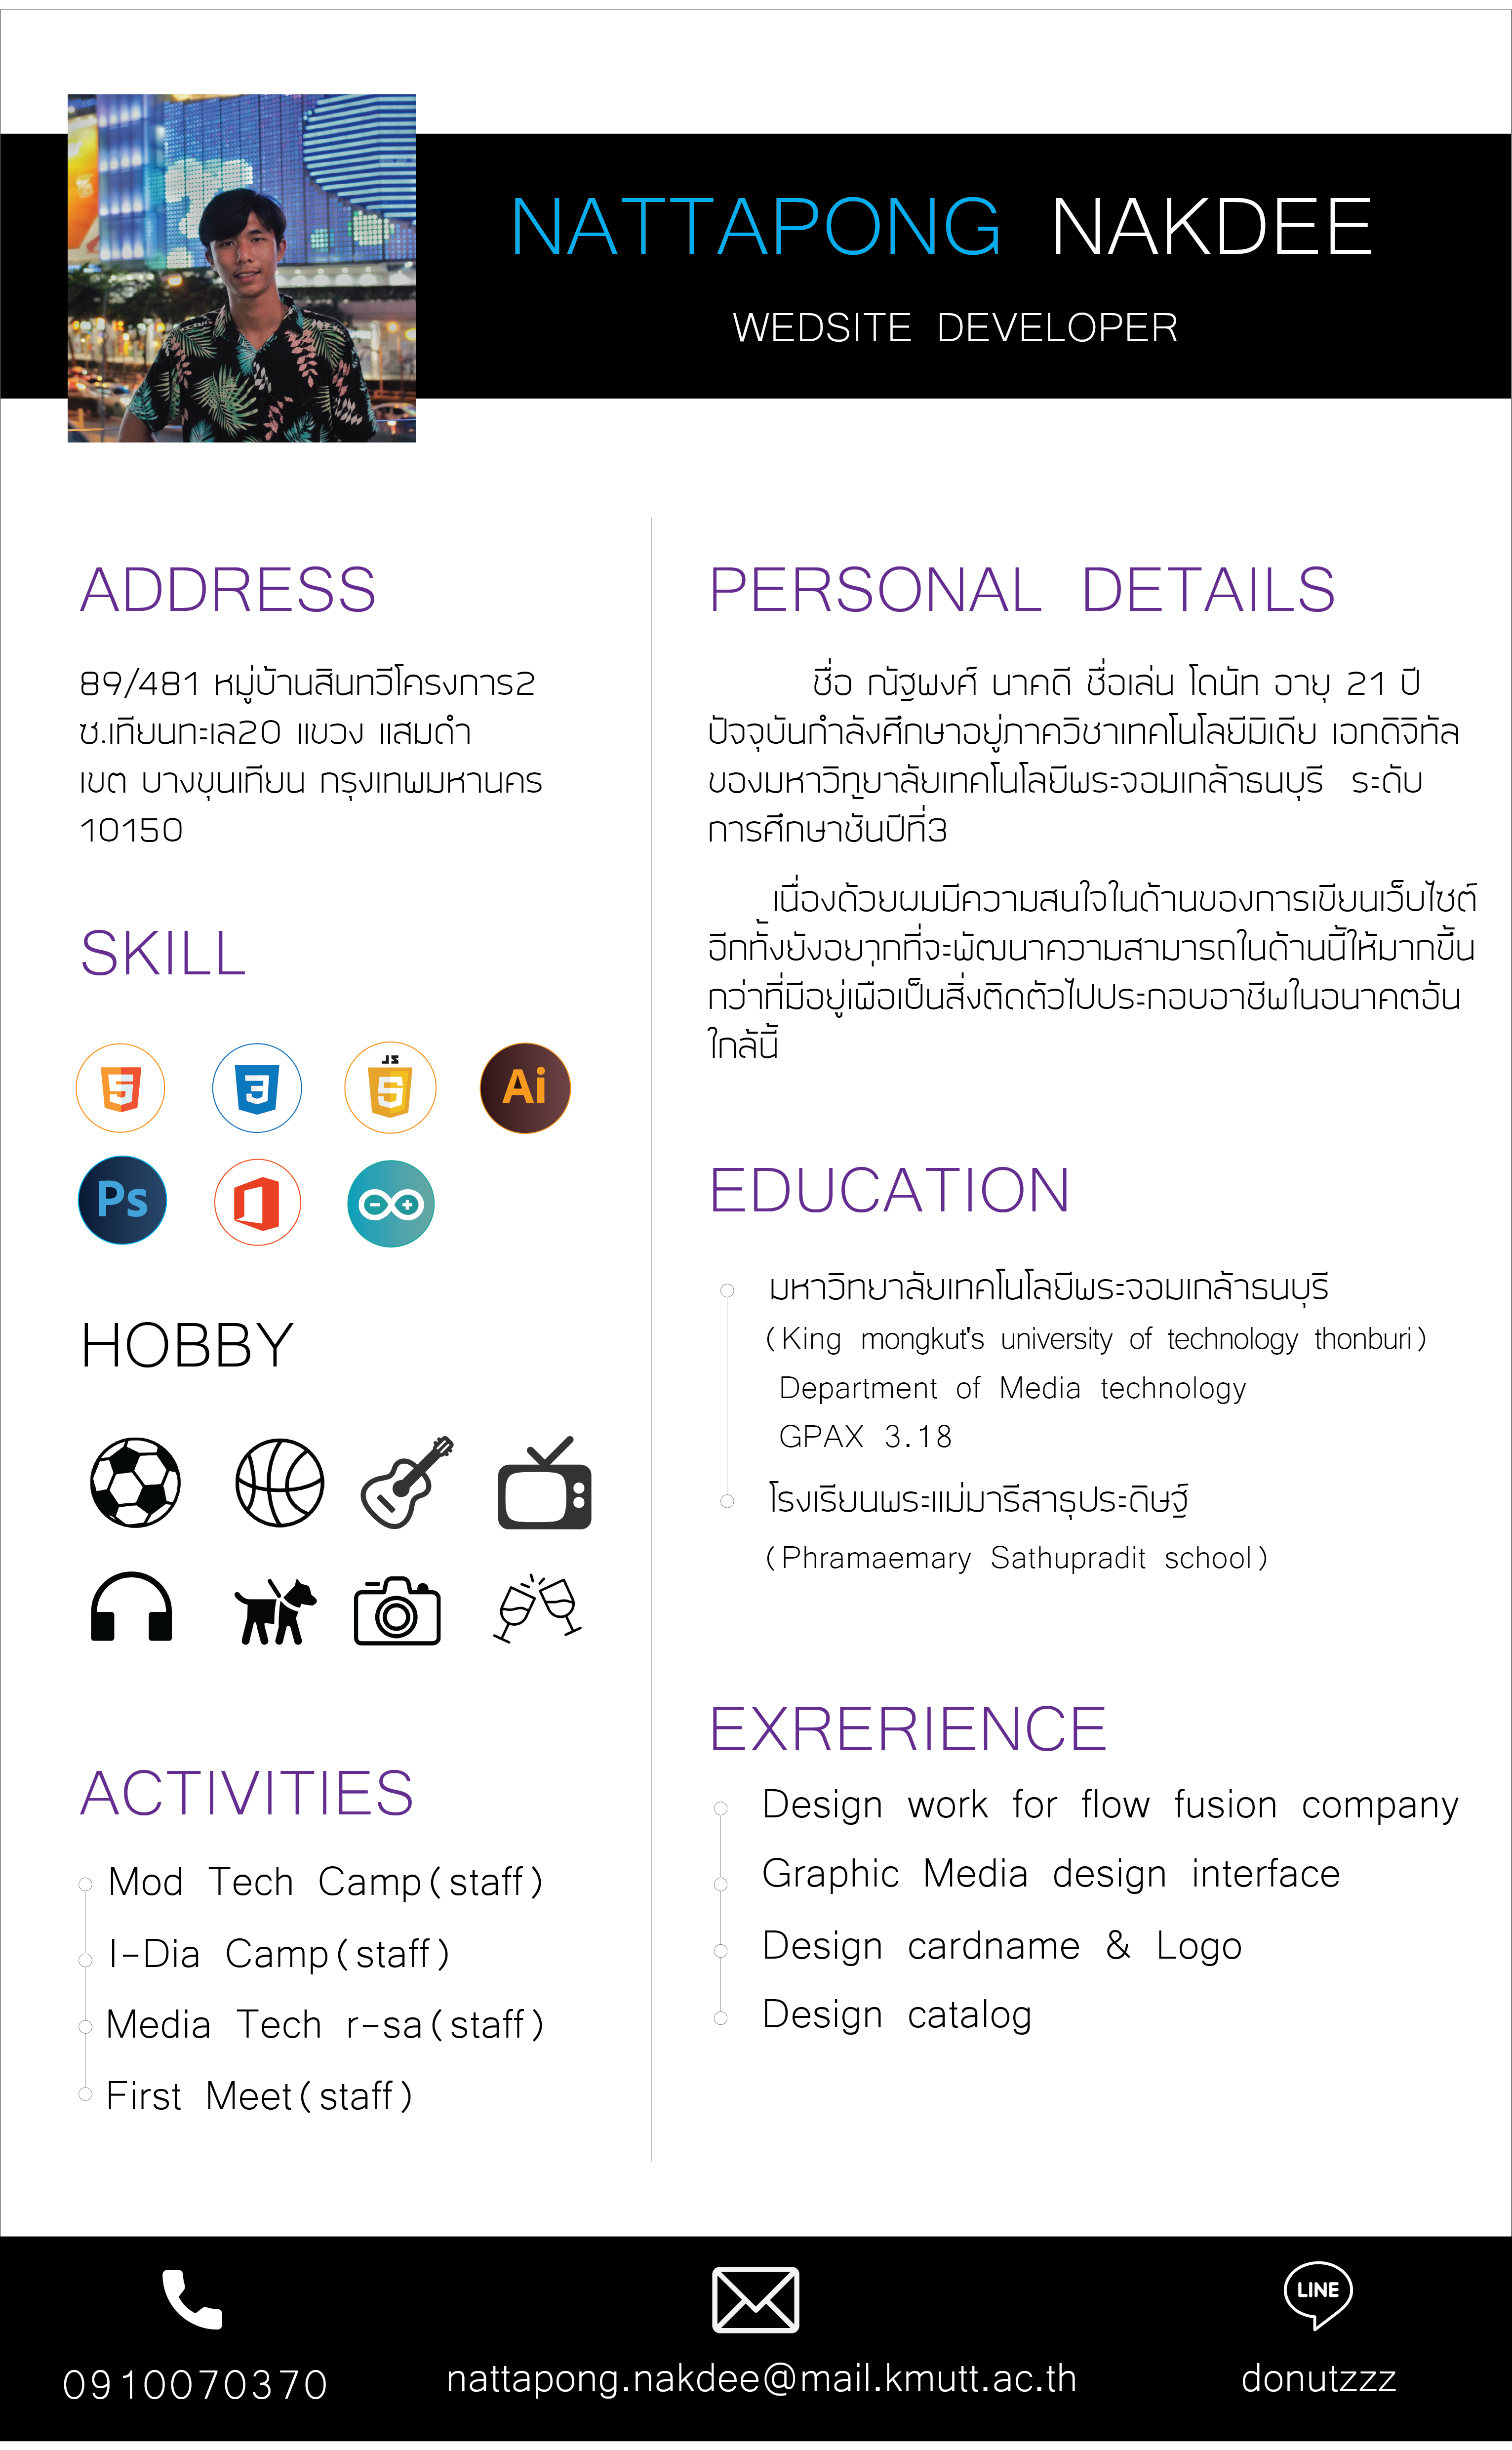 NATTAPONG NAKDEE
WEDSITE DEVELOPER
ADDRESS
89/481 หมู่บ้านสินทวีโครงการ2
ซ.เทียนทะเล20 แขวง แสมดำ
เขต บางขุนเทียน กรุงเทพมหานคร
10150
SKILL
5
3
JS
5
Ai
Ps
HOBBY
ACTIVITIES
Mod Tech Camp(staff)
I-Dia Camp(staff)
Media Tech r-sa(staff)
First Meet(staff)
PERSONAL DETAILS
ชื่อ ณัฐพงศ์ นาคดี ชื่อเล่น โดนัท อายุ 21 ปี
ปัจจุบันกำลังศึกษาอยู่ภาควิชาเทคโนโลยีมีเดีย เอกดิจิทัล
ของมหาวิทยาลัยเทคโนโลยีพระจอมเกล้าธนบุรี ระดับ
การศึกษาชั้นปีที่3
เนื่องด้วยผมมีความสนใจในด้านของการเขียนเว็บไซต์
อีกทั้งยังอยากที่จะพัฒนาความสามารถในด้านนี้ให้มากขึ้น
กว่าที่มีอยู่เพื่อเป็นสิ่งติดตัวไปประกอบอาชีพในอนาคตอัน
ใกล้นี้
EDUCATION
มหาวิทยาลัยเทคโนโลยีพระจอมเกล้าธนบุรี
(King mongkut's university of technology thonburi)
Department of Media technology
GPAX 3.18
โรงเรียนพระแม่มารีสาธุประดิษฐ์
(Phramaemary Sathupradit school)
EXRERIENCE
Design work for flow fusion company
Graphic Media design interface
Design cardname & Logo
Design catalog
LINE
0910070370
nattapong.nakdee@mail.kmutt.ac.th
donutzzz